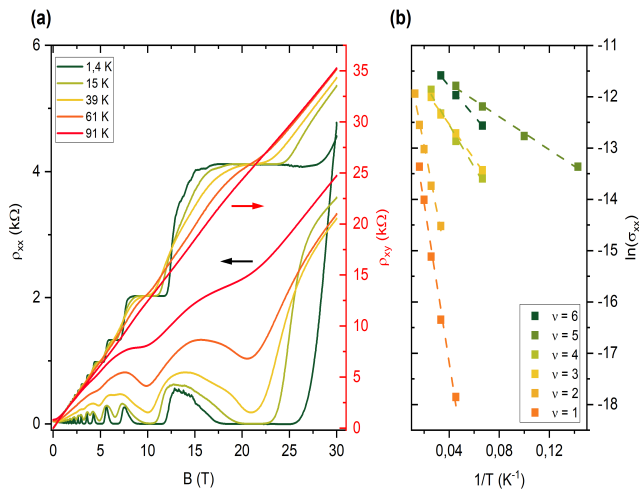 (a)
(b)
6
4
2
0
ρxx (kΩ)
1,4 K
15 K
39 K
61 K
91 K
35
30
25
20
15
10
5
0
ρxy (kΩ)
0 5 10 15 20 25 30
B (T)
-11
-12
-13
-14
-15
-16
-17
-18
ln(σxx)
ν = 6
ν = 5
ν = 4
ν = 3
ν = 2
ν = 1
0,04 0,08 0,12
1/T (K⁻¹)